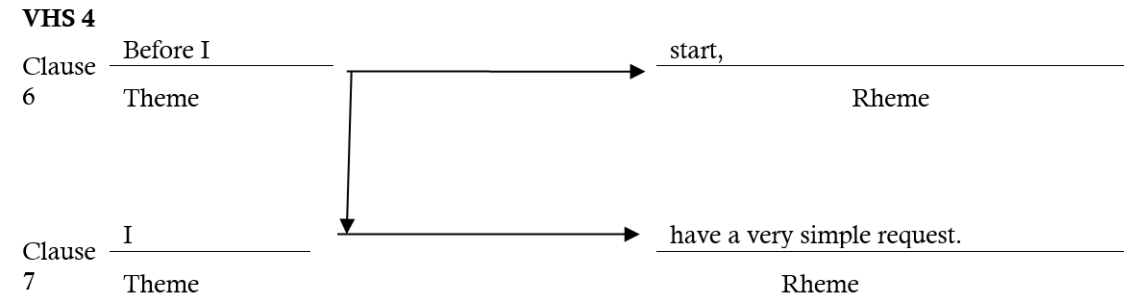 VHS 4
Before I start,
Clause
6 Theme Rheme
I have a very simple request.
Clause
7 Theme Rheme